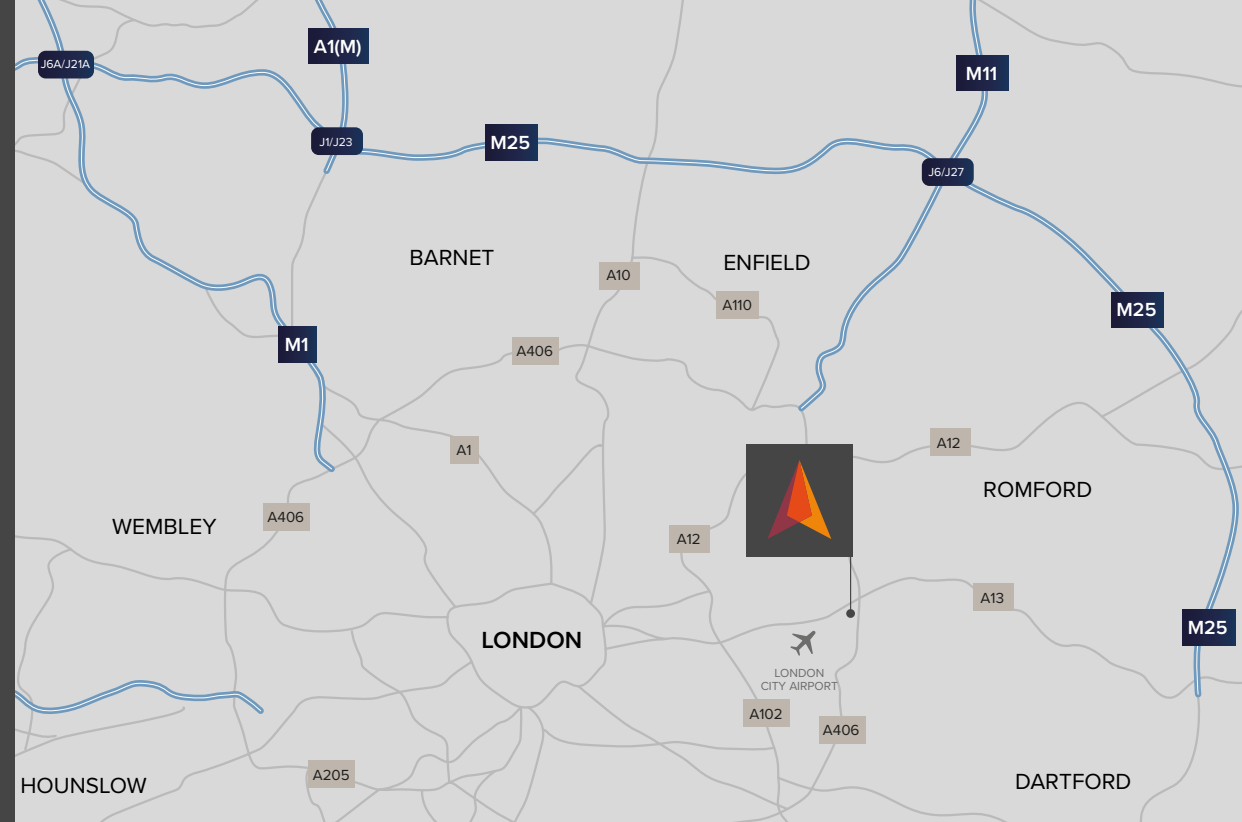 A1(M)
J6A/J21A
M11
J1/J23
M25
J6/J27
BARNET
ENFIELD
A10
A110
M25
M1
A406
A12
A1
ROMFORD
A406
WEMBLEY
A12
A13
M25
LONDON
LONDON
CITY AIRPORT
A102
A406
A205
HOUNSLOW
DARTFORD